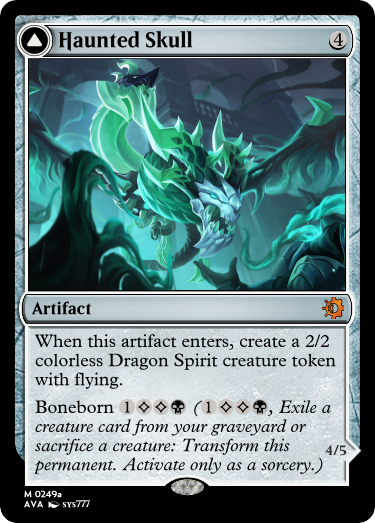 Haunted Skull 4
Artifact
When this artifact enters, create a 2/2
colorless Dragon Spirit creature token
with flying.
Boneborn 1 (1, Exile a
creature card from your graveyard or
sacrifice a creature: Transform this
permanent. Activate only as a sorcery.)
4/5
M 0249a
AVA sys777